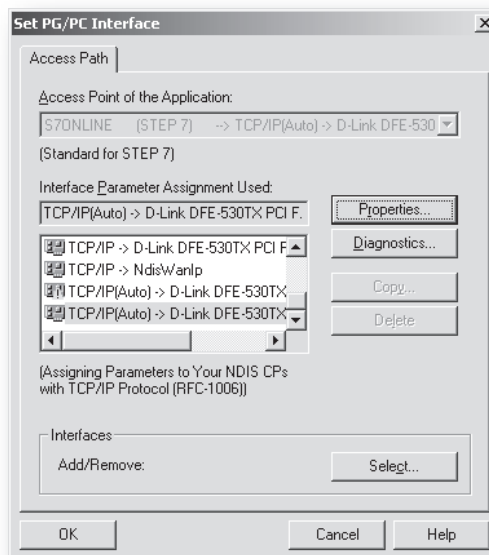 Set PG/PC Interface
Access Path
Access Point of the Application:
S7ONLINE (STEP 7) --> TCP/IP(Auto) -> D-Link DFE-530
(Standard for STEP 7)
Interface Parameter Assignment Used:
TCP/IP(Auto) -> D-Link DFE-530TX PCI F.
Properties...
TCP/IP -> D-Link DFE-530TX PCI F
Diagnostics...
TCP/IP -> NdisWanIp
TCP/IP(Auto) -> D-Link DFE-530TX
Copy...
TCP/IP(Auto) -> D-Link DFE-530TX
Delete
(Assigning Parameters to Your NDIS CPs
with TCP/IP Protocol (RFC-1006))
Interfaces
Add/Remove:
Select...
OK
Cancel
Help